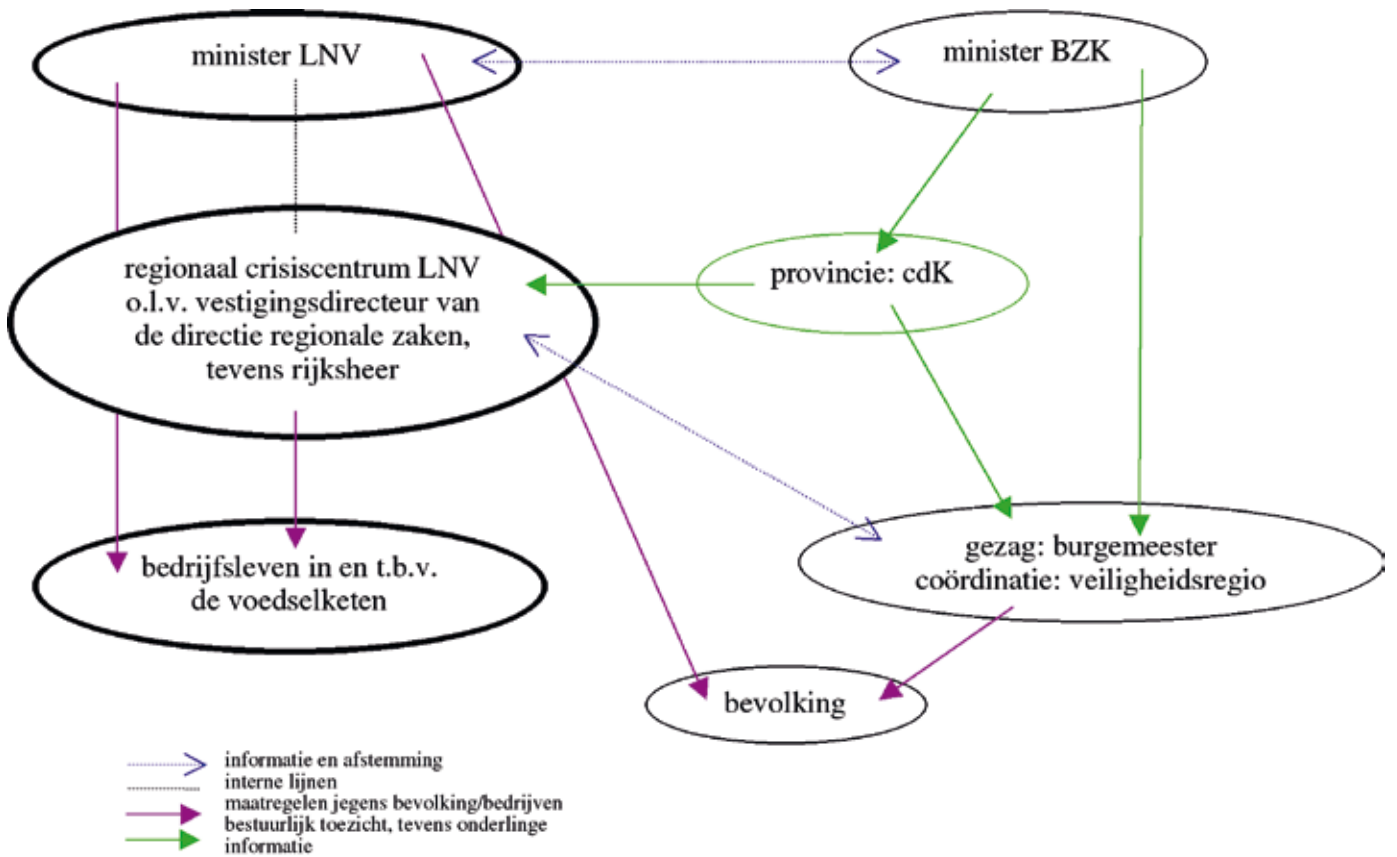 minister LNV
minister BZK
regionaal crisiscentrum LNV
o.l.v. vestigingsdirecteur van
de directie regionale zaken,
tevens rijksheer
provincie: cdK
bedrijfsleven in en t.b.v.
de voedselketen
gezag: burgemeester
coördinatie: veiligheidsregio
bevolking
informatie en afstemming
interne lijnen
maatregelen jegens bevolking/bedrijven
bestuurlijk toezicht, tevens onderlinge
informatie